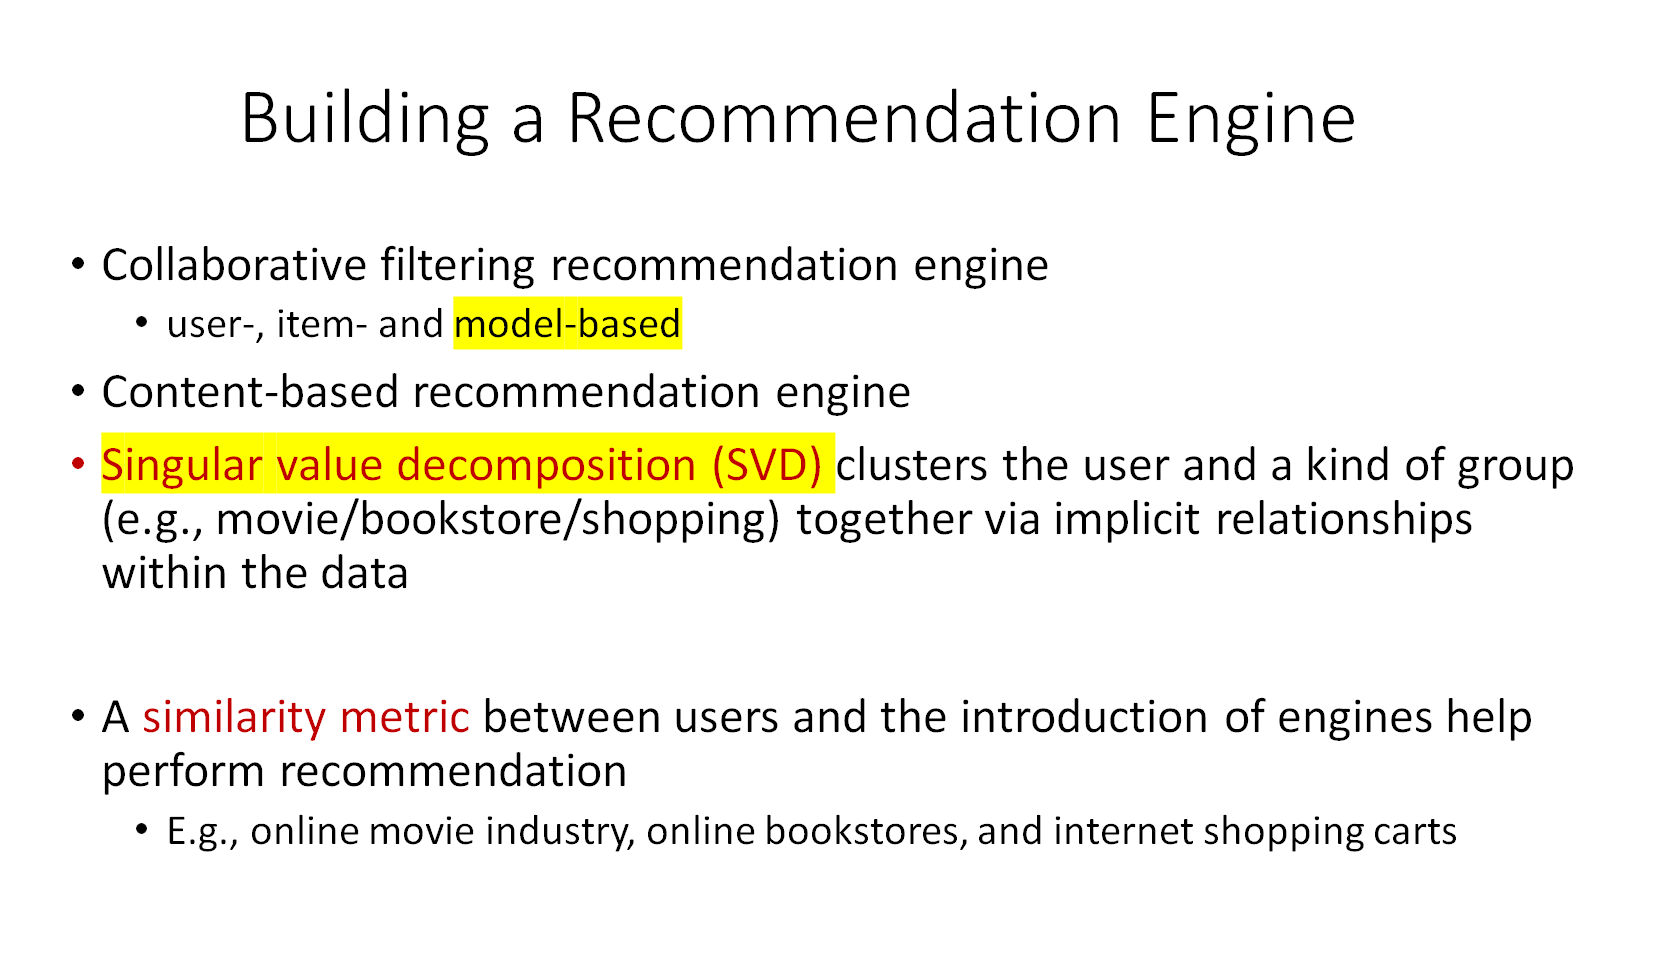 Building a Recommendation Engine
• Collaborative filtering recommendation engine
• user-, item- and model-based
• Content-based recommendation engine
• Singular value decomposition (SVD) clusters the user and a kind of group
(e.g., movie/bookstore/shopping) together via implicit relationships
within the data
• A similarity metric between users and the introduction of engines help
perform recommendation
• E.g., online movie industry, online bookstores, and internet shopping carts